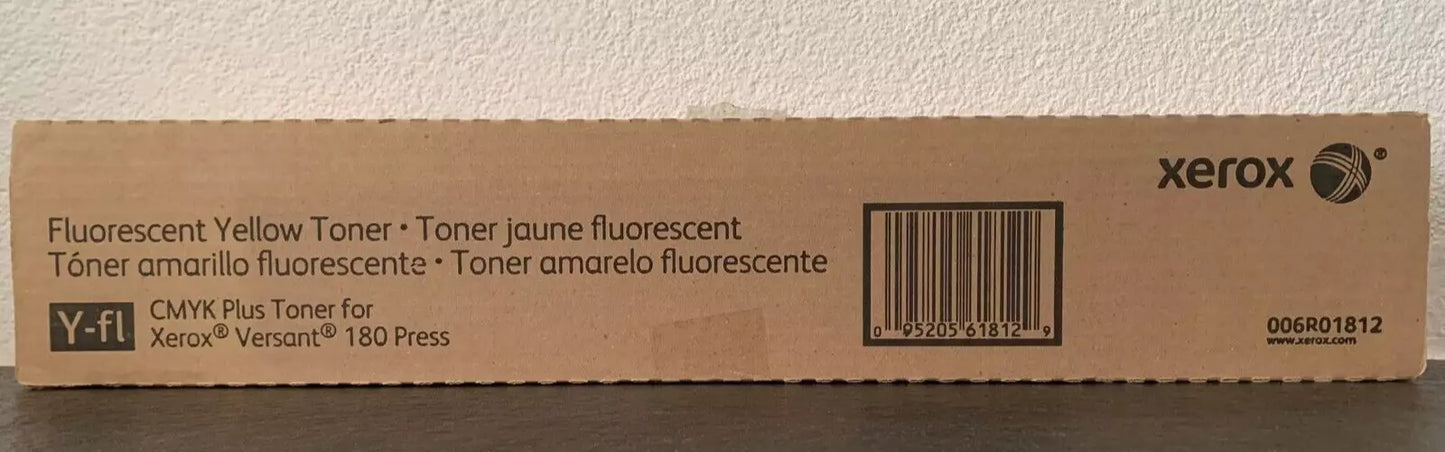 xerox ®
Fluorescent Yellow Toner • Toner jaune fluorescent
Tóner amarillo fluorescente • Toner amarelo fluorescente
Y-fl
CMYK Plus Toner for
Xerox® Versant® 180 Press
0 95205 61812 9
006R01812
www.xerox.com